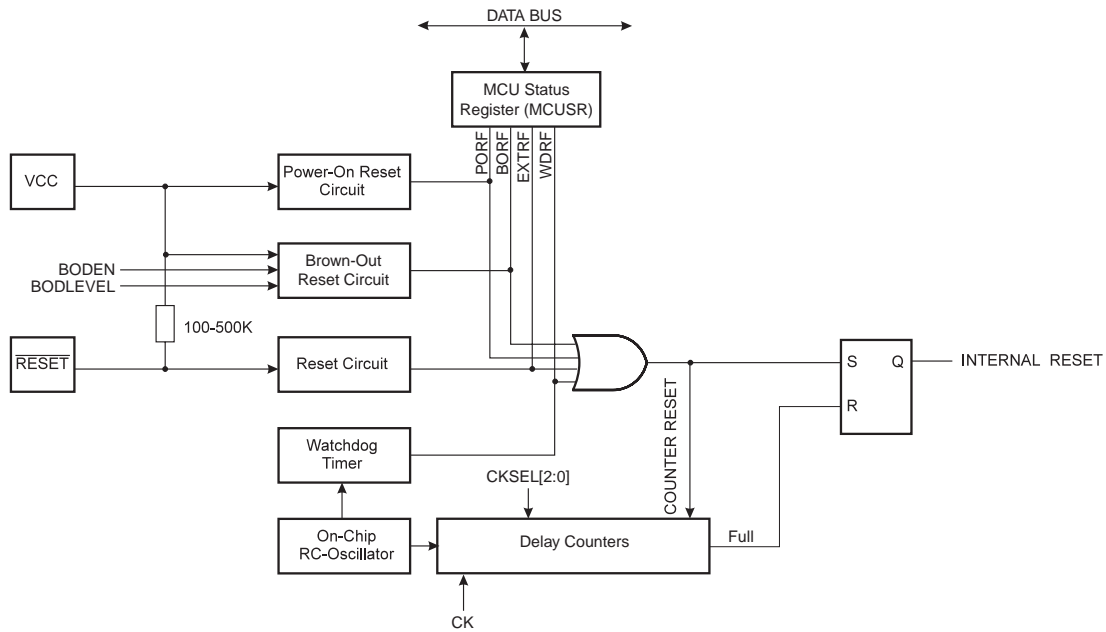 DATA BUS
MCU Status
Register (MCUSR)
PORF
BORF
EXTRF
WDRF
VCC
Power-On Reset
Circuit
BODEN
BODLEVEL
Brown-Out
Reset Circuit
100-500K
RESET
Reset Circuit
S
Q
INTERNAL RESET
R
COUNTER RESET
Watchdog
Timer
CKSEL[2:0]
On-Chip
RC-Oscillator
Delay Counters
Full
CK